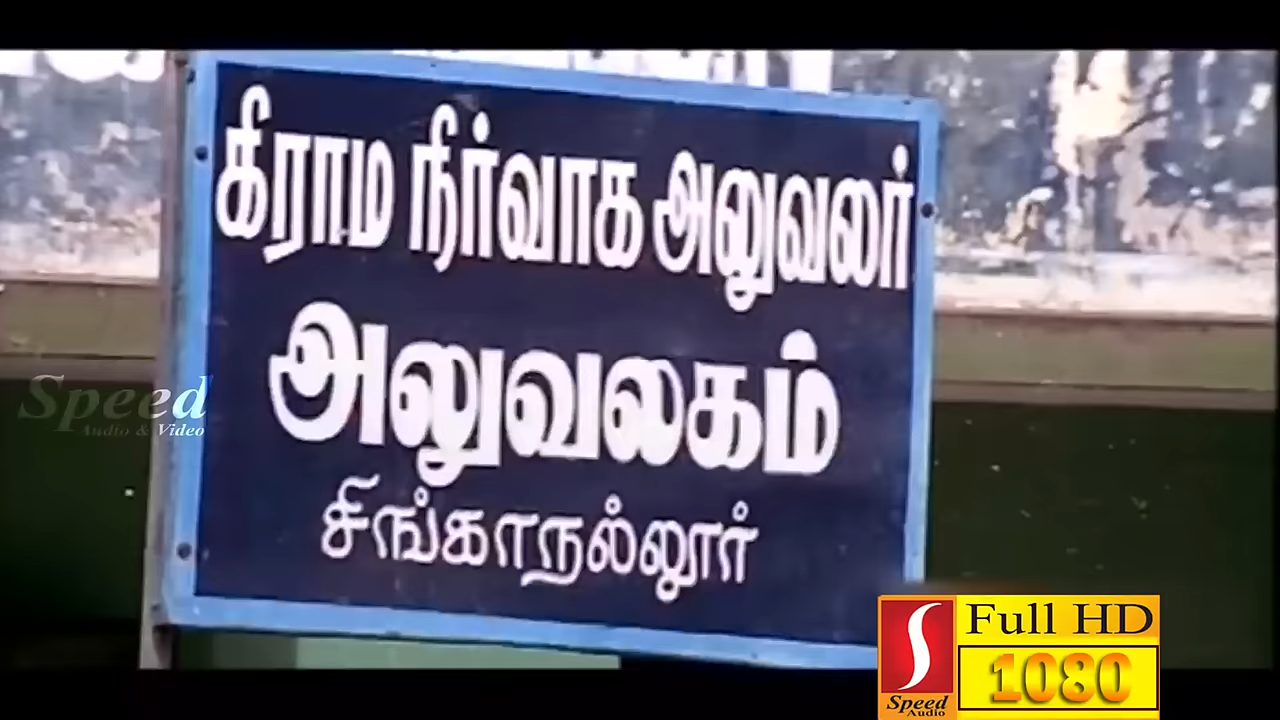 கிராம நிர்வாக அலுவலர்
அலுவலகம்
சிங்காநல்லூர்
Speed
Audio & Video
Full HD
1080
S
Speed
Audio